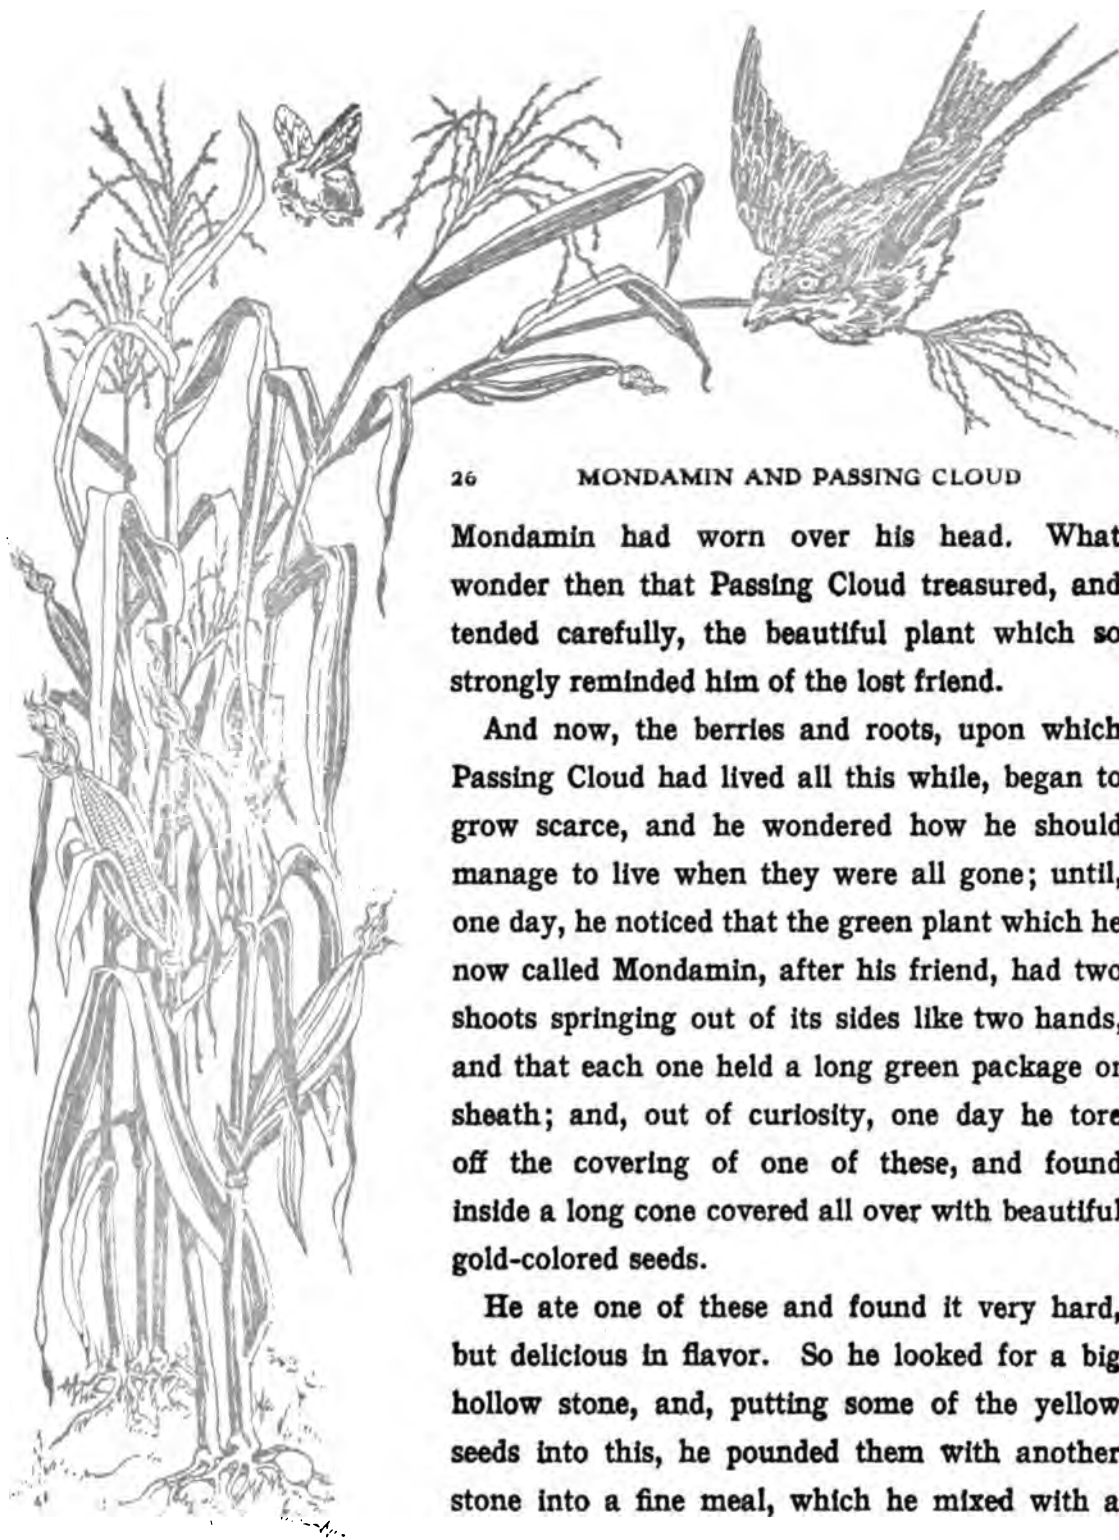 26 MONDAMIN AND PASSING CLOUD
Mondamin had worn over his head. What
wonder then that Passing Cloud treasured, and
tended carefully, the beautiful plant which so
strongly reminded him of the lost friend.
And now, the berries and roots, upon which
Passing Cloud had lived all this while, began to
grow scarce, and he wondered how he should
manage to live when they were all gone; until,
one day, he noticed that the green plant which he
now called Mondamin, after his friend, had two
shoots springing out of its sides like two hands,
and that each one held a long green package or
sheath; and, out of curiosity, one day he tore
off the covering of one of these, and found
inside a long cone covered all over with beautiful
gold-colored seeds.
He ate one of these and found it very hard,
but delicious in flavor. So he looked for a big
hollow stone, and, putting some of the yellow
seeds into this, he pounded them with another
stone into a fine meal, which he mixed with a